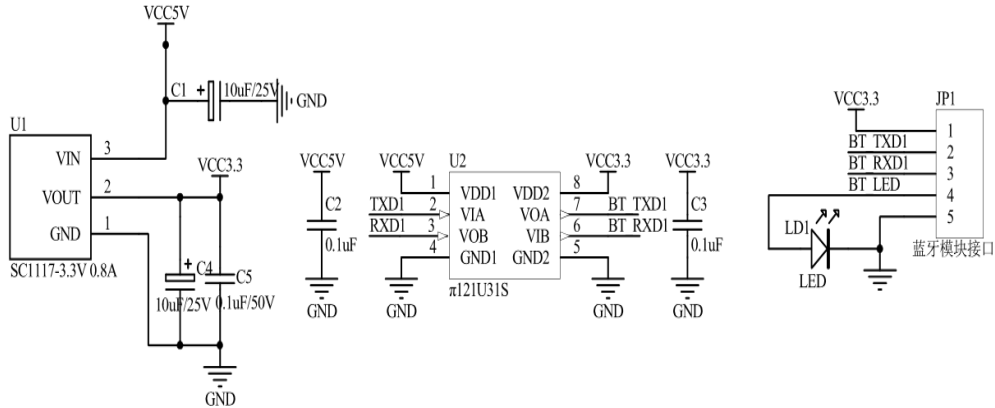 VCC5V
C1
+
10uF/25V
GND
U1
VIN
3
VOUT
2
GND
1
SC1117-3.3V 0.8A
VCC3.3
+
C4
10uF/25V
C5
0.1uF/50V
GND
VCC5V
C2
0.1uF
GND
VCC5V
U2
VCC3.3
1
VDD1
VDD2
8
TXD1
2
VIA
VOA
7
BT_TXD1
RXD1
3
VOB
VIB
6
BT_RXD1
4
GND1
GND2
5
π121U31S
GND
GND
VCC3.3
C3
0.1uF
GND
VCC3.3
JP1
1
BT_TXD1
2
BT_RXD1
3
BT_LED
4
5
LD1
LED
蓝牙模块接口